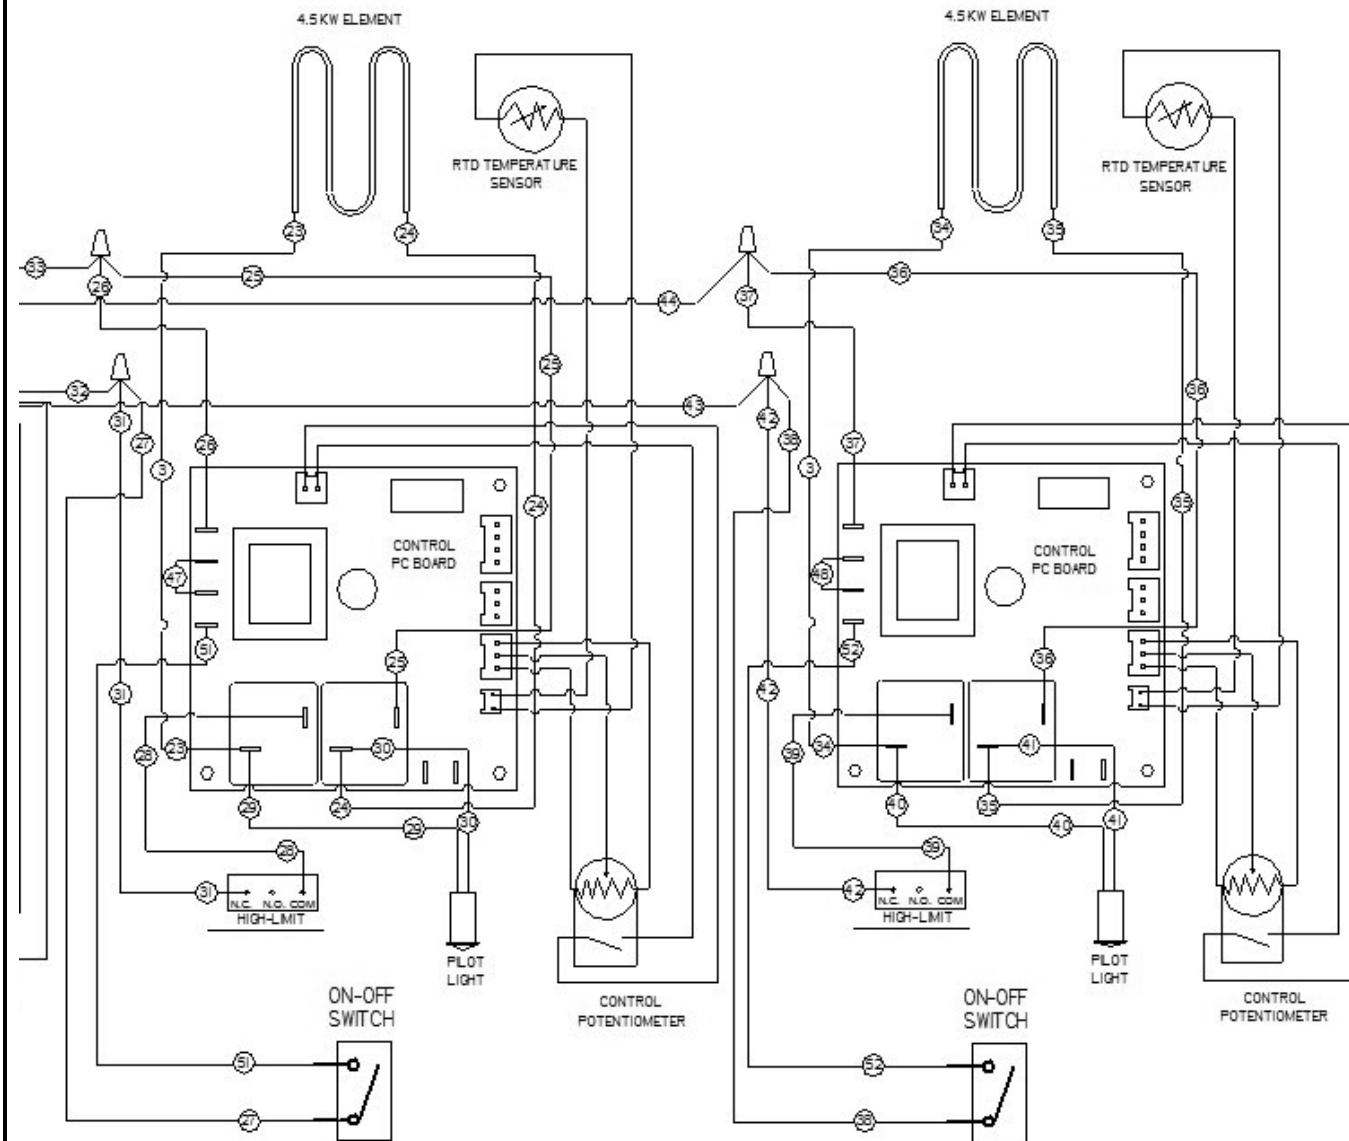 4.5 KW ELEMENT
4.5 KW ELEMENT
RTD TEMPERATURE
SENSOR
RTD TEMPERATURE
SENSOR
23
24
34
35
33
26
25
44
37
36
25
32
31
27
43
42
38
36
26
37
3
24
3
35
CONTROL
PC BOARD
CONTROL
PC BOARD
47
48
51
25
52
36
31
42
28
23
30
39
34
41
29
24
29
30
40
35
40
41
28
39
31
42
N.C. N.O. COM
HIGH-LIMIT
N.C. N.O. COM
HIGH-LIMIT
PILOT
LIGHT
PILOT
LIGHT
CONTROL
POTENTIOMETER
CONTROL
POTENTIOMETER
ON-OFF
SWITCH
ON-OFF
SWITCH
51
52
27
38